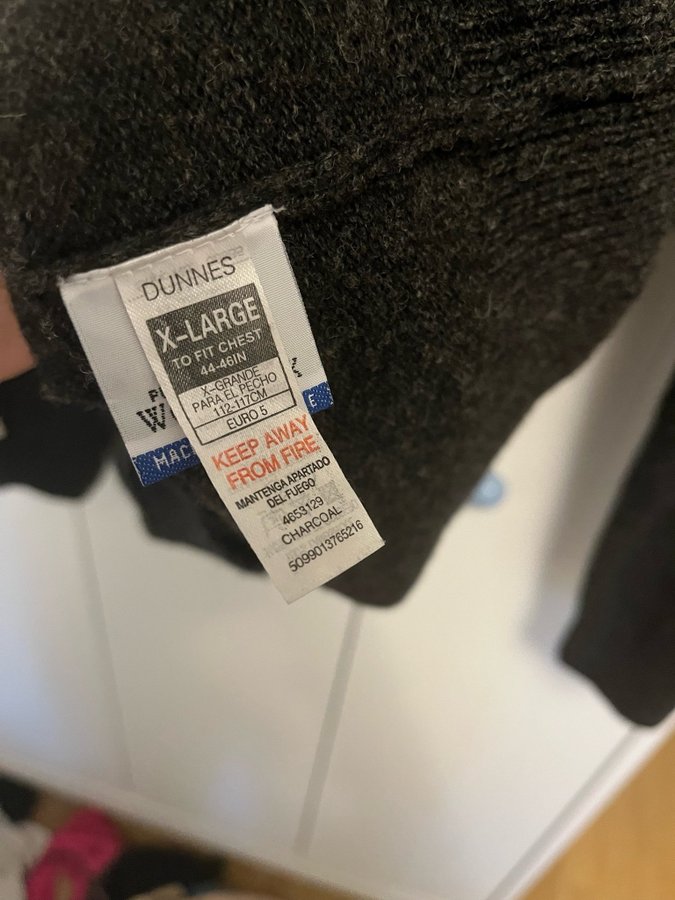 DUNNES
X-LARGE
TO FIT CHEST
44-46IN
X-GRANDE
PARA EL PECHO
112-117CM
EURO 5
KEEP AWAY
FROM FIRE
MANTENGA APARTADO
DEL FUEGO
4653129
CHARCOAL
5099013765216
P
W
K
MAC
E